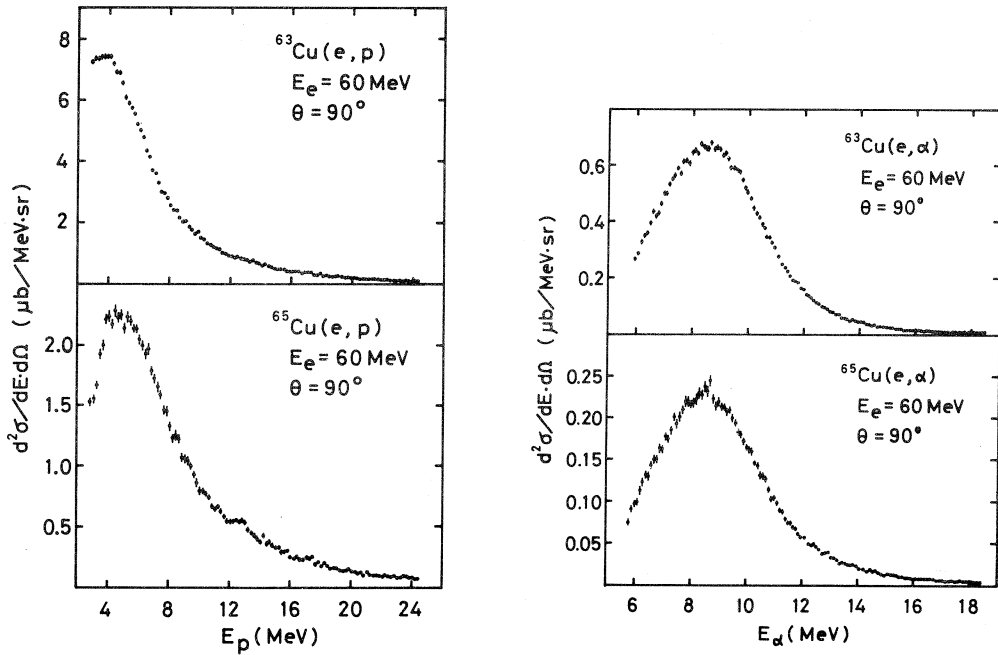 8
6
4
2
⁶³Cu(e,p)
Eₑ= 60 MeV
θ = 90°
d²σ/dE·dΩ (μb/MeV·sr)
2.0
1.5
1.0
0.5
⁶⁵Cu(e,p)
Eₑ= 60 MeV
θ = 90°
4 8 12 16 20 24
Eₚ(MeV)
0.6
0.4
0.2
⁶³Cu(e,α)
Eₑ= 60 MeV
θ = 90°
d²σ/dE·dΩ (μb/MeV·sr)
0.25
0.20
0.15
0.10
0.05
⁶⁵Cu(e,α)
Eₑ= 60 MeV
θ = 90°
6 8 10 12 14 16 18
E_α(MeV)